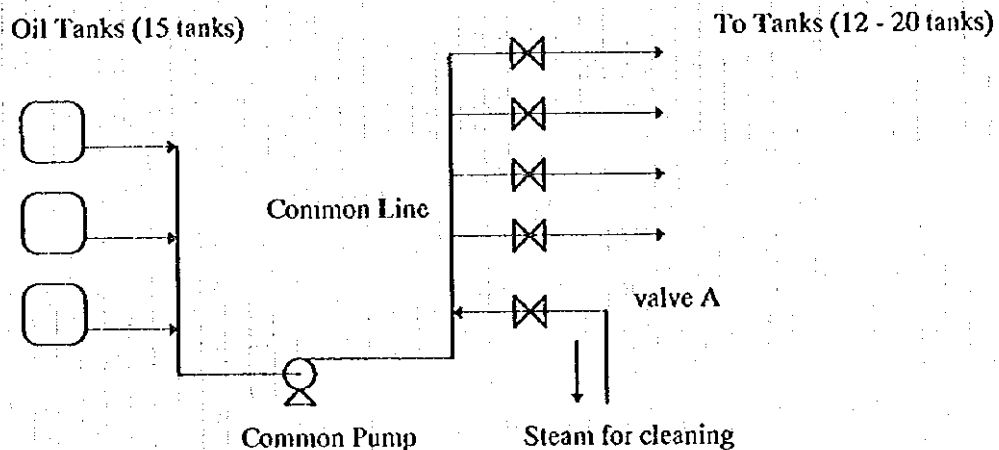 Oil Tanks (15 tanks)
To Tanks (12 - 20 tanks)
Common Line
valve A
Common Pump
Steam for cleaning